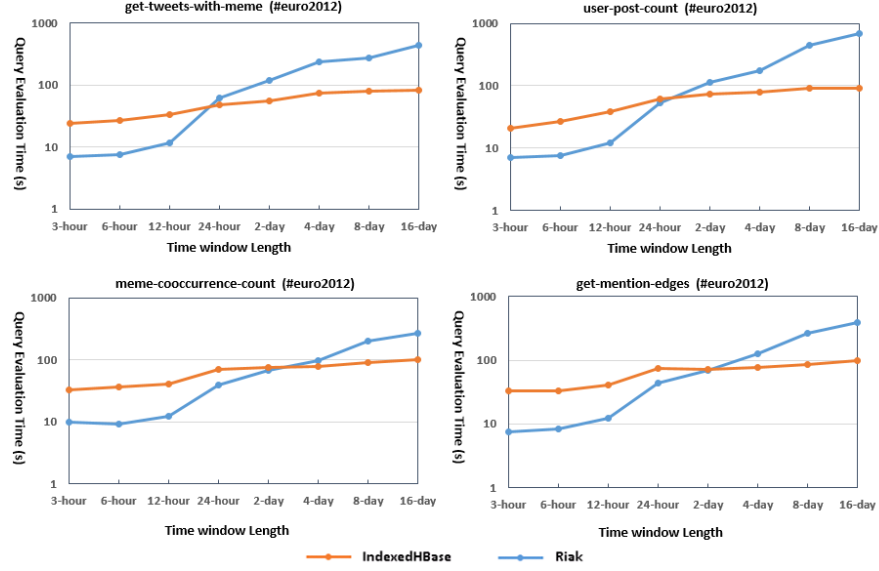 get-tweets-with-meme (#euro2012)
Query Evaluation Time (s)
1000
100
10
1
3-hour 6-hour 12-hour 24-hour 2-day 4-day 8-day 16-day
Time window Length
user-post-count (#euro2012)
Query Evaluation Time (s)
1000
100
10
1
3-hour 6-hour 12-hour 24-hour 2-day 4-day 8-day 16-day
Time window Length
meme-cooccurrence-count (#euro2012)
Query Evaluation Time (s)
1000
100
10
1
3-hour 6-hour 12-hour 24-hour 2-day 4-day 8-day 16-day
Time window Length
get-mention-edges (#euro2012)
Query Evaluation Time (s)
1000
100
10
1
3-hour 6-hour 12-hour 24-hour 2-day 4-day 8-day 16-day
Time window Length
IndexedHBase Riak